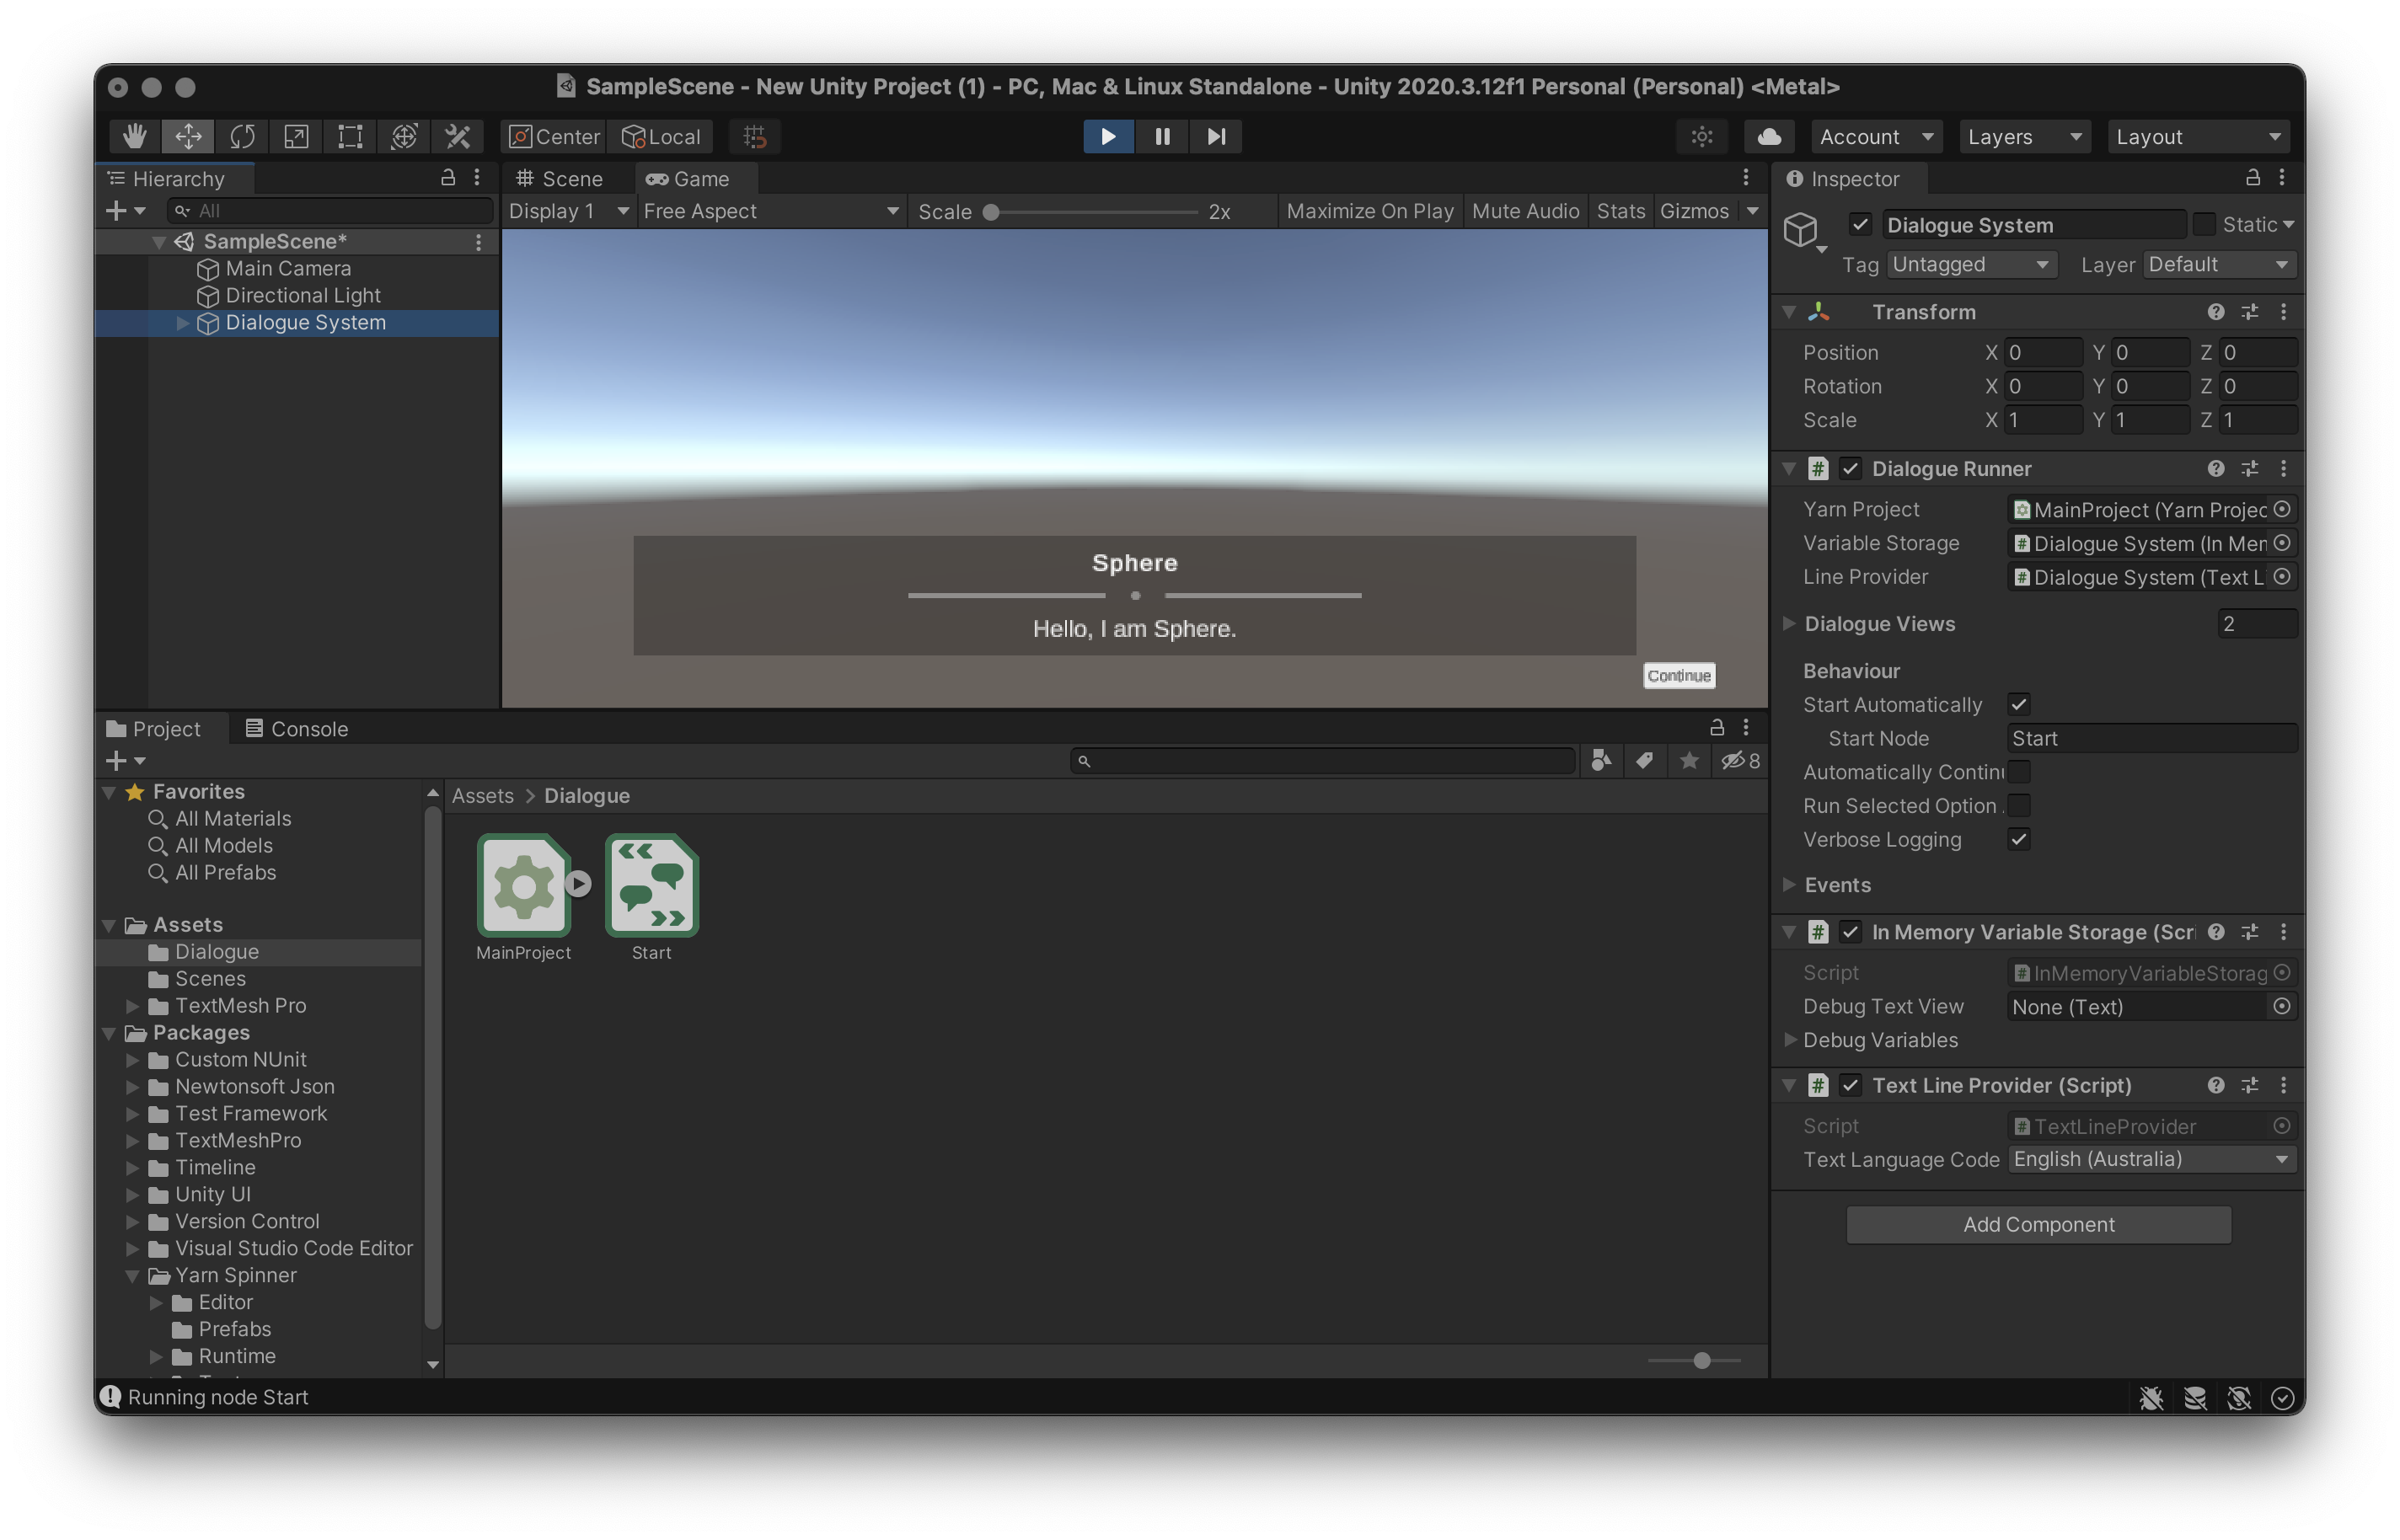 SampleScene - New Unity Project (1) - PC, Mac & Linux Standalone - Unity 2020.3.12f1 Personal (Personal) <Metal>
Center
Local
Account
Layers
Layout
Hierarchy
All
SampleScene*
Main Camera
Directional Light
Dialogue System
Scene
Game
Display 1
Free Aspect
Scale
2x
Maximize On Play
Mute Audio
Stats
Gizmos
Sphere
Hello, I am Sphere.
Continue
Project
Console
8
Favorites
All Materials
All Models
All Prefabs
Assets
Dialogue
Scenes
TextMesh Pro
Packages
Custom NUnit
Newtonsoft Json
Test Framework
TextMeshPro
Timeline
Unity UI
Version Control
Visual Studio Code Editor
Yarn Spinner
Editor
Prefabs
Runtime
Assets > Dialogue
MainProject
Start
Inspector
Dialogue System
Static
Tag Untagged
Layer Default
Transform
Position X 0 Y 0 Z 0
Rotation X 0 Y 0 Z 0
Scale X 1 Y 1 Z 1
Dialogue Runner
Yarn Project MainProject (Yarn Projec
Variable Storage Dialogue System (In Mem
Line Provider Dialogue System (Text L
Dialogue Views 2
Behaviour
Start Automatically
Start Node Start
Automatically Contin
Run Selected Option
Verbose Logging
Events
In Memory Variable Storage (Scr
Script InMemoryVariableStorag
Debug Text View None (Text)
Debug Variables
Text Line Provider (Script)
Script TextLineProvider
Text Language Code English (Australia)
Add Component
Running node Start